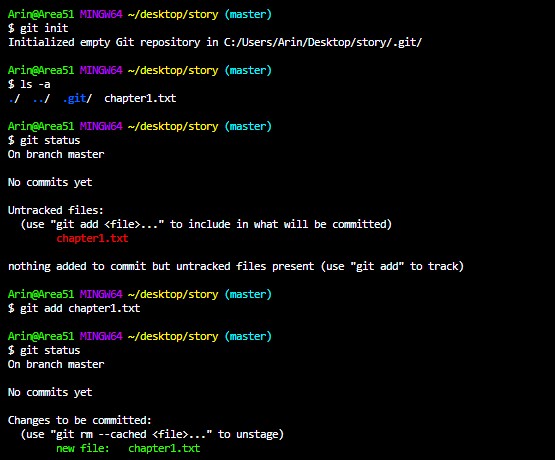 Arin@Area51 MINGW64 ~/desktop/story (master)
$ git init
Initialized empty Git repository in C:/Users/Arin/Desktop/story/.git/
Arin@Area51 MINGW64 ~/desktop/story (master)
$ ls -a
./  ../  .git/  chapter1.txt
Arin@Area51 MINGW64 ~/desktop/story (master)
$ git status
On branch master
No commits yet
Untracked files:
  (use "git add <file>..." to include in what will be committed)
        chapter1.txt
nothing added to commit but untracked files present (use "git add" to track)
Arin@Area51 MINGW64 ~/desktop/story (master)
$ git add chapter1.txt
Arin@Area51 MINGW64 ~/desktop/story (master)
$ git status
On branch master
No commits yet
Changes to be committed:
  (use "git rm --cached <file>..." to unstage)
        new file:   chapter1.txt